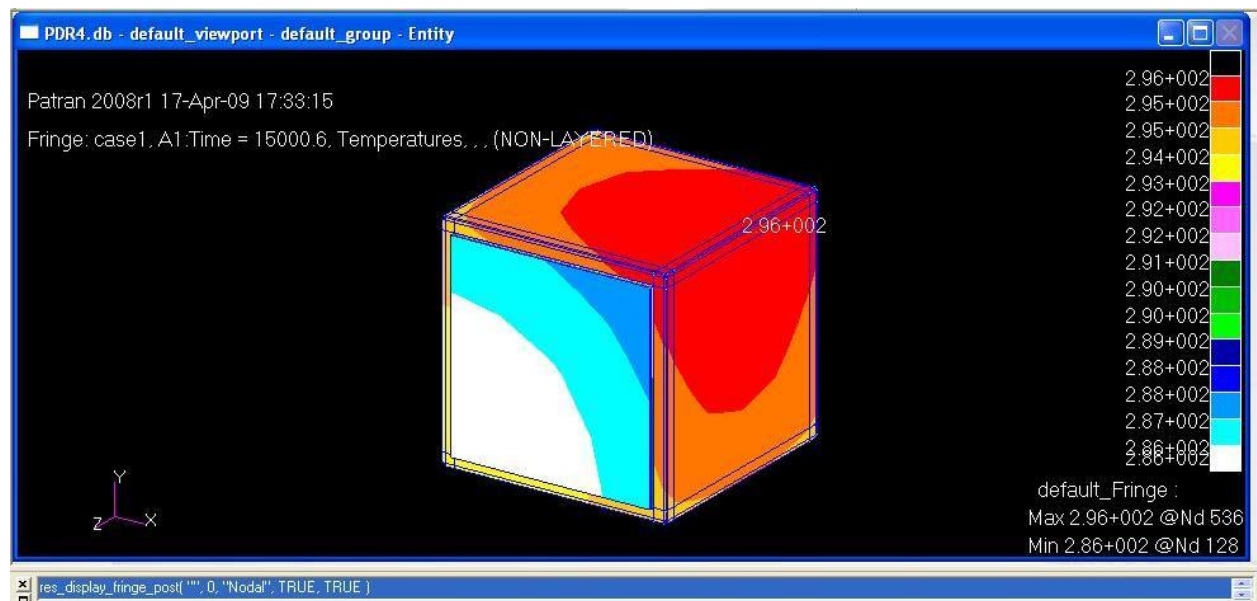 PDR4.db - default_viewport - default_group - Entity
Patran 2008r1 17-Apr-09 17:33:15
Fringe: case1, A1:Time = 15000.6, Temperatures, , , (NON-LAYERED)
2.96+002
2.96+002
2.95+002
2.95+002
2.94+002
2.93+002
2.92+002
2.92+002
2.91+002
2.90+002
2.90+002
2.89+002
2.88+002
2.88+002
2.87+002
2.86+002
2.86+002
Y
Z X
default_Fringe :
Max 2.96+002 @Nd 536
Min 2.86+002 @Nd 128
res_display_fringe_post( "", 0, "Nodal", TRUE, TRUE )